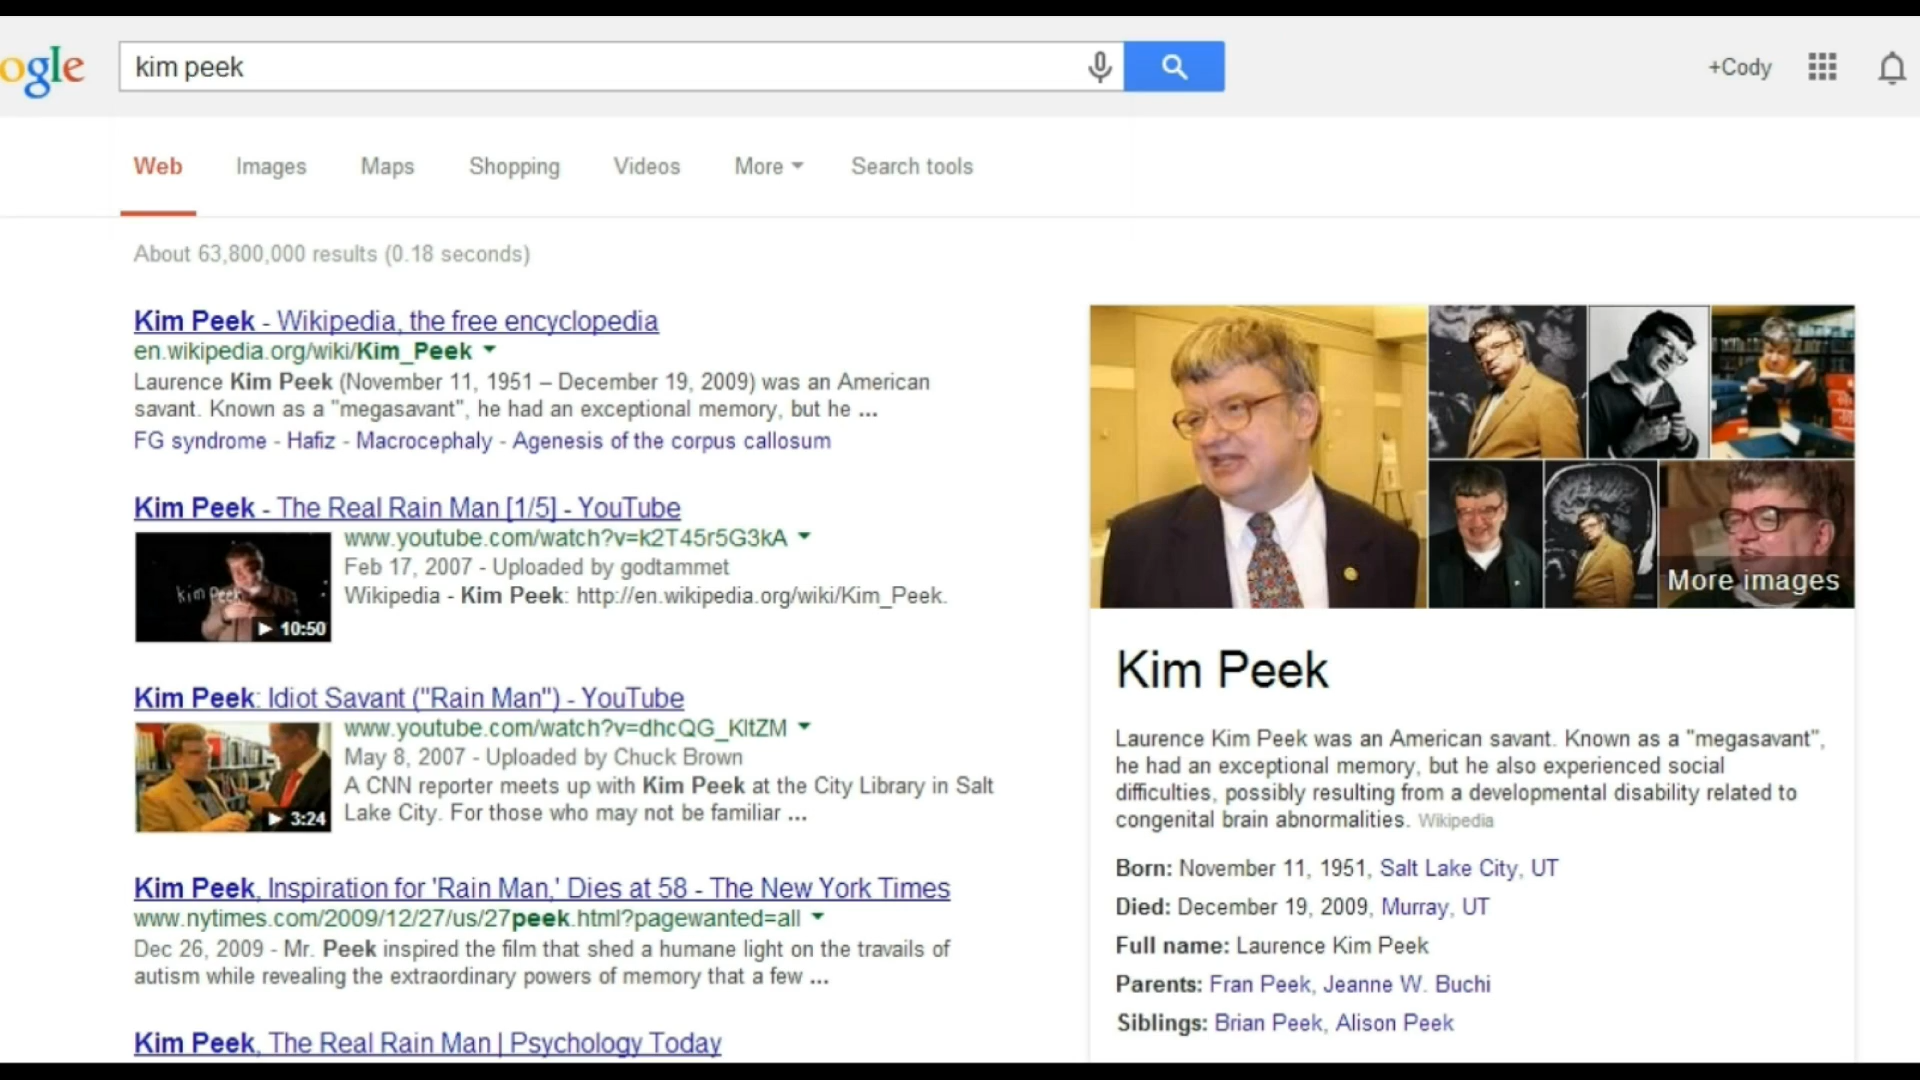 ogle
kim peek
+Cody
Web Images Maps Shopping Videos More Search tools
About 63,800,000 results (0.18 seconds)
Kim Peek - Wikipedia, the free encyclopedia
en.wikipedia.org/wiki/Kim_Peek
Laurence Kim Peek (November 11, 1951 – December 19, 2009) was an American
savant. Known as a "megasavant", he had an exceptional memory, but he ...
FG syndrome - Hafiz - Macrocephaly - Agenesis of the corpus callosum
Kim Peek - The Real Rain Man [1/5] - YouTube
www.youtube.com/watch?v=k2T45r5G3kA
Feb 17, 2007 - Uploaded by godtammet
Wikipedia - Kim Peek: http://en.wikipedia.org/wiki/Kim_Peek.
kim peek
10:50
Kim Peek: Idiot Savant ("Rain Man") - YouTube
www.youtube.com/watch?v=dhcQG_KltZM
May 8, 2007 - Uploaded by Chuck Brown
A CNN reporter meets up with Kim Peek at the City Library in Salt
Lake City. For those who may not be familiar ...
3:24
Kim Peek, Inspiration for 'Rain Man,' Dies at 58 - The New York Times
www.nytimes.com/2009/12/27/us/27peek.html?pagewanted=all
Dec 26, 2009 - Mr. Peek inspired the film that shed a humane light on the travails of
autism while revealing the extraordinary powers of memory that a few ...
Kim Peek, The Real Rain Man | Psychology Today
More images
Kim Peek
Laurence Kim Peek was an American savant. Known as a "megasavant",
he had an exceptional memory, but he also experienced social
difficulties, possibly resulting from a developmental disability related to
congenital brain abnormalities. Wikipedia
Born: November 11, 1951, Salt Lake City, UT
Died: December 19, 2009, Murray, UT
Full name: Laurence Kim Peek
Parents: Fran Peek, Jeanne W. Buchi
Siblings: Brian Peek, Alison Peek